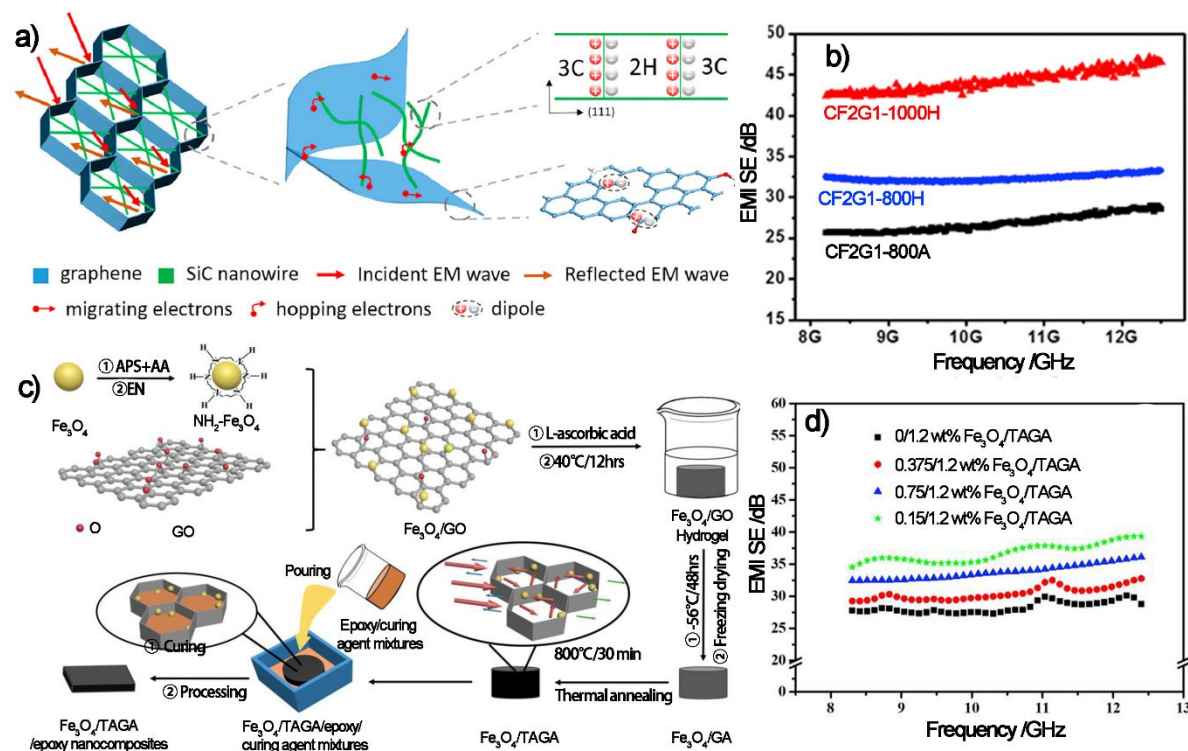 a)
3C
2H
3C
(111)
graphene
SiC nanowire
Incident EM wave
Reflected EM wave
migrating electrons
hopping electrons
dipole
b)
EMI SE /dB
50
45
40
35
30
25
20
15
CF2G1-1000H
CF2G1-800H
CF2G1-800A
8G
9G
10G
11G
12G
Frequency /GHz
c)
Fe₃O₄
① APS+AA
②EN
H
H
H
H
H
H
N
N
NH₂-Fe₃O₄
O
GO
Fe₃O₄/GO
① L-ascorbic acid
②40℃/12hrs
Fe₃O₄/GO
Hydrogel
①-56℃/48hrs
② Freezing drying
Fe₃O₄/GA
800℃/30 min
Thermal annealing
Fe₃O₄/TAGA
Pouring
Epoxy/curing
agent mixtures
Fe₃O₄/TAGA/epoxy/
curing agent mixtures
① Curing
② Processing
Fe₃O₄/TAGA
/epoxy nanocomposites
d)
EMI SE /dB
60
55
50
45
40
35
30
25
20
0
0/1.2 wt% Fe₃O₄/TAGA
0.375/1.2 wt% Fe₃O₄/TAGA
0.75/1.2 wt% Fe₃O₄/TAGA
0.15/1.2 wt% Fe₃O₄/TAGA
8
9
10
11
12
13
Frequency /GHz